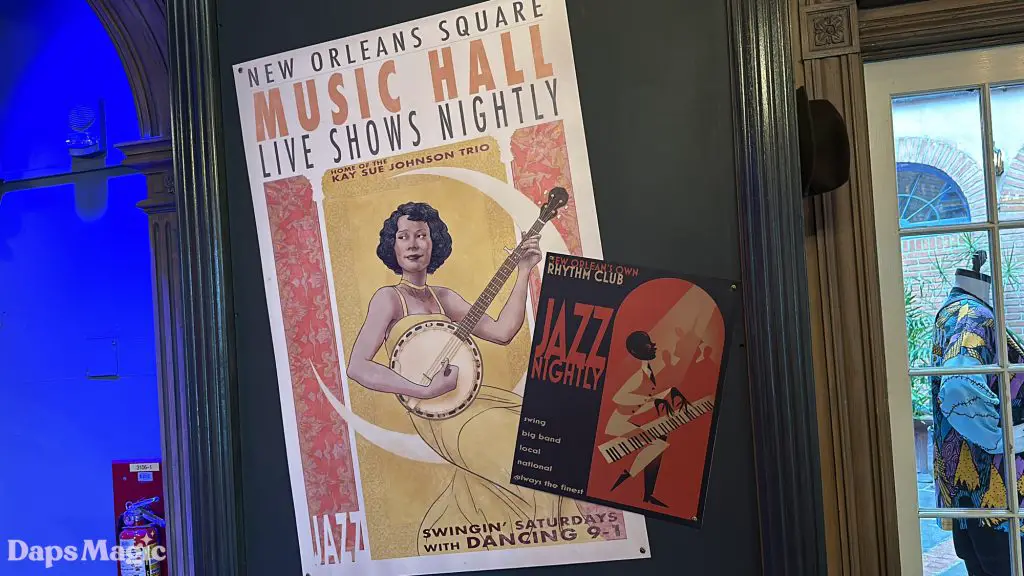 NEW ORLEANS SQUARE
MUSIC HALL
LIVE SHOWS NIGHTLY
HOME OF THE
KAY SUE JOHNSON TRIO
JAZZ
SWINGIN' SATURDAYS
WITH DANCING 9-1
NEW ORLEAN'S OWN
RHYTHM CLUB
JAZZ
NIGHTLY
swing
big band
local
national
always the finest
DapsMagic